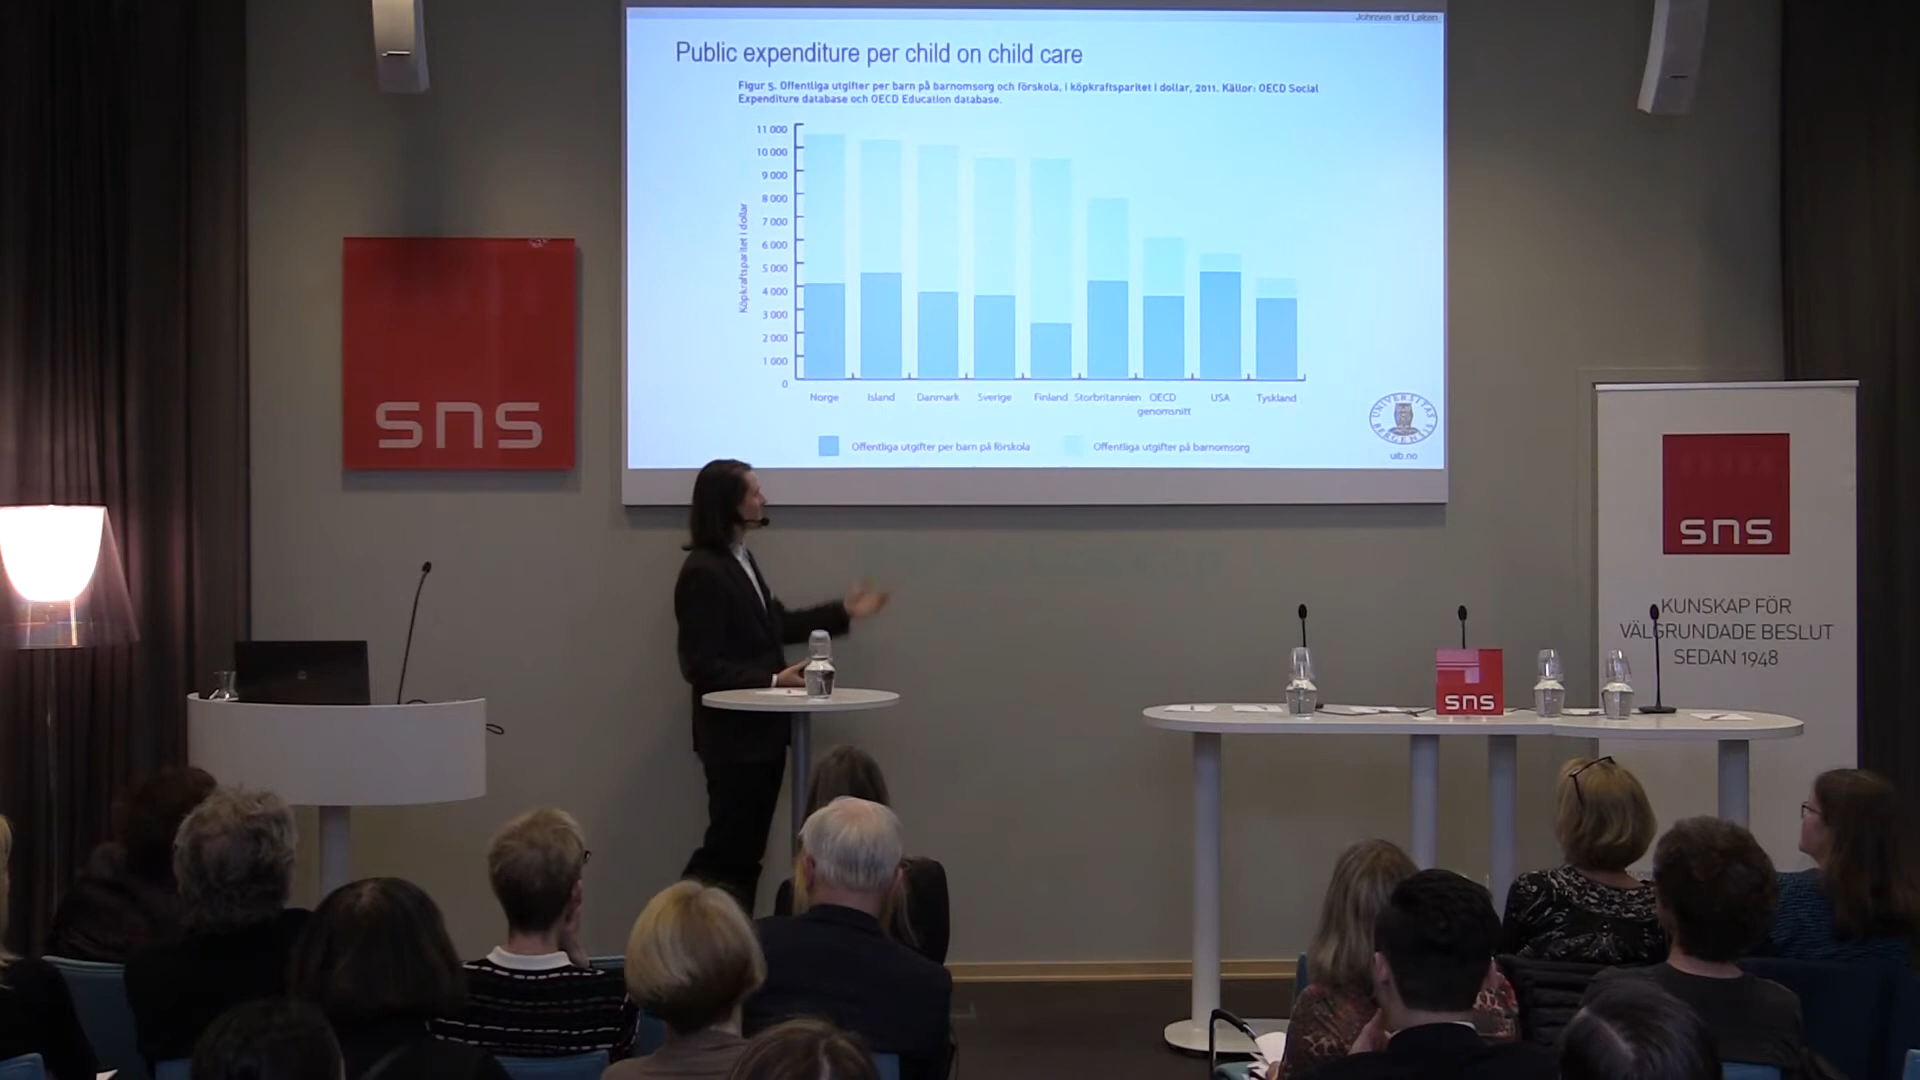 Johnsen and Løken
Public expenditure per child on child care
Figur 5. Offentliga utgifter per barn på barnomsorg och förskola, i köpkraftsparitet i dollar, 2011. Källor: OECD Social
Expenditure database och OECD Education database.
Köpkraftsparitet i dollar
11 000
10 000
9 000
8 000
7 000
6 000
5 000
4 000
3 000
2 000
1 000
0
Norge
Island
Danmark
Sverige
Finland
Storbritannien
OECD
genomsnitt
USA
Tyskland
Offentliga utgifter per barn på förskola
Offentliga utgifter på barnomsorg
UNIVERSITAS
BERGENSIS
uib.no
sns
sns
KUNSKAP FÖR
VÄLGRUNDADE BESLUT
SEDAN 1948
sns